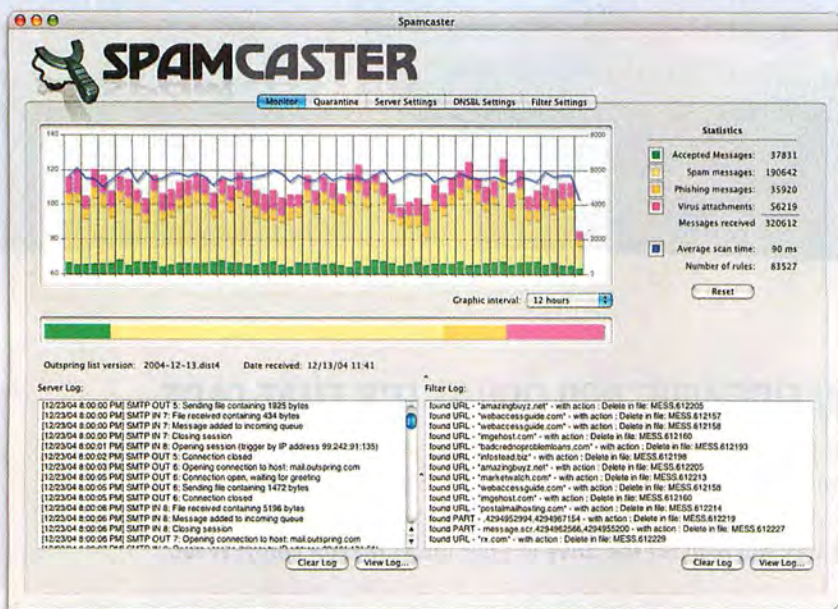 Spamcaster
SPAMCASTER
Monitor Quarantine Server Settings DNSBL Settings Filter Settings
140
120
100
80
60
8000
6000
4000
2000
0
Graphic interval: 12 hours
Statistics
Accepted Messages: 37831
Spam messages: 190642
Phishing messages: 35920
Virus attachments: 56219
Messages received 320612
Average scan time: 90 ms
Number of rules: 83527
Reset
Outspring list version: 2004-12-13.dist4 Date received: 12/13/04 11:41
Server Log:
[12/23/04 8:00:00 PM] SMTP OUT 5: Sending file containing 1925 bytes
[12/23/04 8:00:00 PM] SMTP IN 7: File received containing 434 bytes
[12/23/04 8:00:00 PM] SMTP IN 7: Message added to incoming queue
[12/23/04 8:00:00 PM] SMTP IN 7: Closing session
[12/23/04 8:00:01 PM] SMTP IN 8: Opening session (trigger by IP address 99:242:91:135)
[12/23/04 8:00:02 PM] SMTP OUT 5: Connection closed
[12/23/04 8:00:03 PM] SMTP OUT 6: Opening connection to host: mail.outspring.com
[12/23/04 8:00:05 PM] SMTP OUT 6: Connection open, waiting for greeting
[12/23/04 8:00:05 PM] SMTP OUT 6: Sending file containing 1472 bytes
[12/23/04 8:00:05 PM] SMTP OUT 6: Connection closed
[12/23/04 8:00:06 PM] SMTP IN 8: File received containing 5196 bytes
[12/23/04 8:00:06 PM] SMTP IN 8: Message added to incoming queue
[12/23/04 8:00:06 PM] SMTP IN 8: Closing session
[12/23/04 8:00:06 PM] SMTP OUT 7: Opening connection to host: mail.outspring.com
Clear Log View Log...
Filter Log:
found URL - "amazingbuyz.net" - with action : Delete in file: MESS.612205
found URL - "webaccessguide.com" - with action : Delete in file: MESS.612157
found URL - "webaccessguide.com" - with action : Delete in file: MESS.612158
found URL - "imgehost.com" - with action : Delete in file: MESS.612160
found URL - "badcrednoproblemloans.com" - with action : Delete in file: MESS.612193
found URL - "infostead.biz" - with action : Delete in file: MESS.612198
found URL - "amazingbuyz.net" - with action : Delete in file: MESS.612205
found URL - "marketwatch.com" - with action : Delete in file: MESS.612213
found URL - "webaccessguide.com" - with action : Delete in file: MESS.612158
found URL - "imgehost.com" - with action : Delete in file: MESS.612160
found URL - "postalmailhosting.com" - with action : Delete in file: MESS.612214
found PART - ,4294952994,4294967154 - with action : Delete in file: MESS.612219
found PART - message.scr,4294962566,4294955200 - with action : Delete in file: MESS.612227
found URL - "rx.com" - with action : Delete in file: MESS.612229
Clear Log View Log...